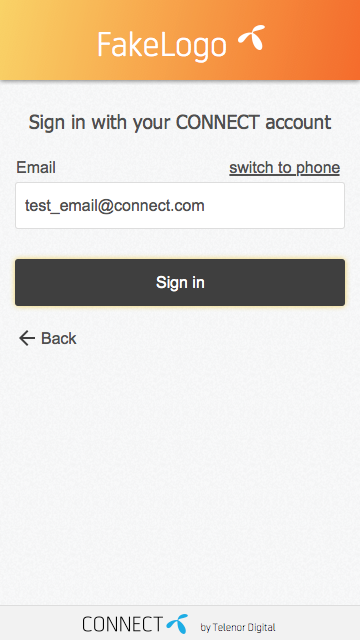 FakeLogo
Sign in with your CONNECT account
Email switch to phone
test_email@connect.com
Sign in
Back
CONNECT by Telenor Digital